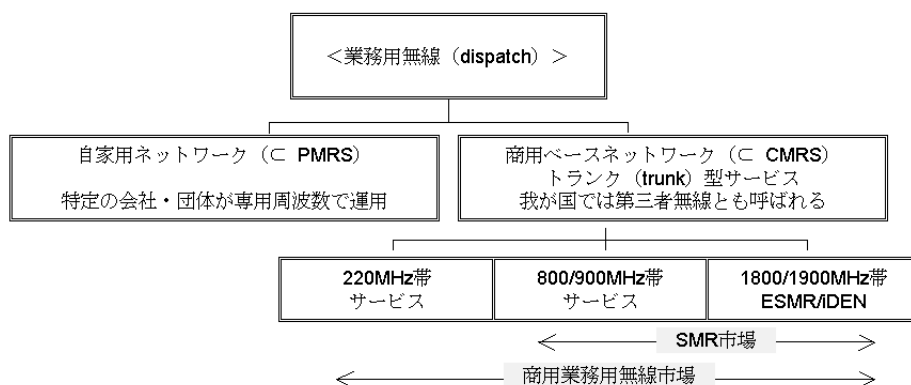 ＜業務用無線（dispatch）＞
自家用ネットワーク（⊂ PMRS）
特定の会社・団体が専用周波数で運用
商用ベースネットワーク（⊂ CMRS）
トランク（trunk）型サービス
我が国では第三者無線とも呼ばれる
220MHz帯
サービス
800/900MHz帯
サービス
1800/1900MHz帯
ESMR/iDEN
SMR市場
商用業務用無線市場